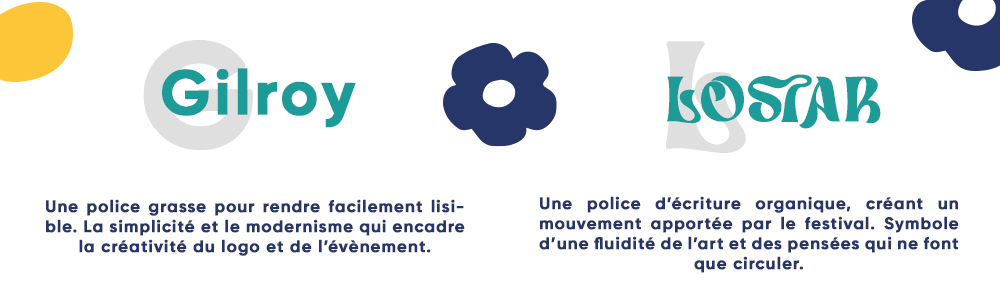 Gilroy
Une police grasse pour rendre facilement lisi-
ble. La simplicité et le modernisme qui encadre
la créativité du logo et de l'évènement.
LOSTAR
Une police d'écriture organique, créant un
mouvement apportée par le festival. Symbole
d'une fluidité de l'art et des pensées qui ne font
que circuler.